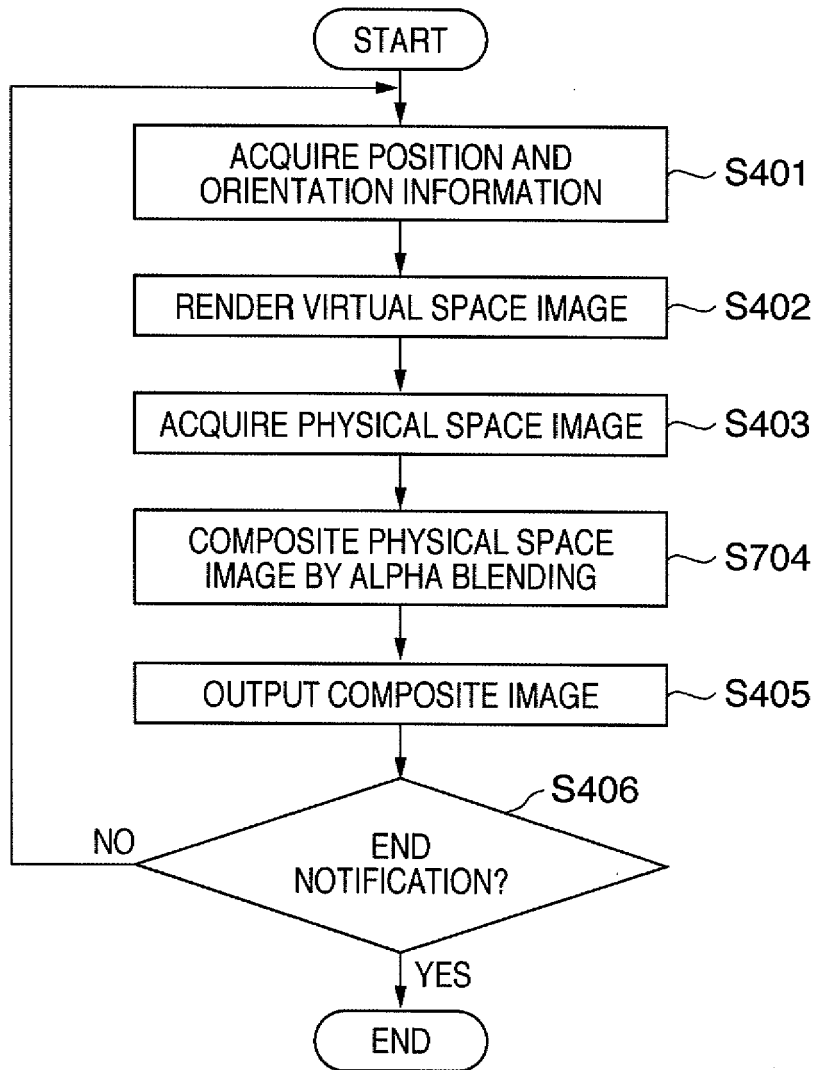 START
ACQUIRE POSITION AND
ORIENTATION INFORMATION
S401
RENDER VIRTUAL SPACE IMAGE
S402
ACQUIRE PHYSICAL SPACE IMAGE
S403
COMPOSITE PHYSICAL SPACE
IMAGE BY ALPHA BLENDING
S704
OUTPUT COMPOSITE IMAGE
S405
S406
NO
END
NOTIFICATION?
YES
END